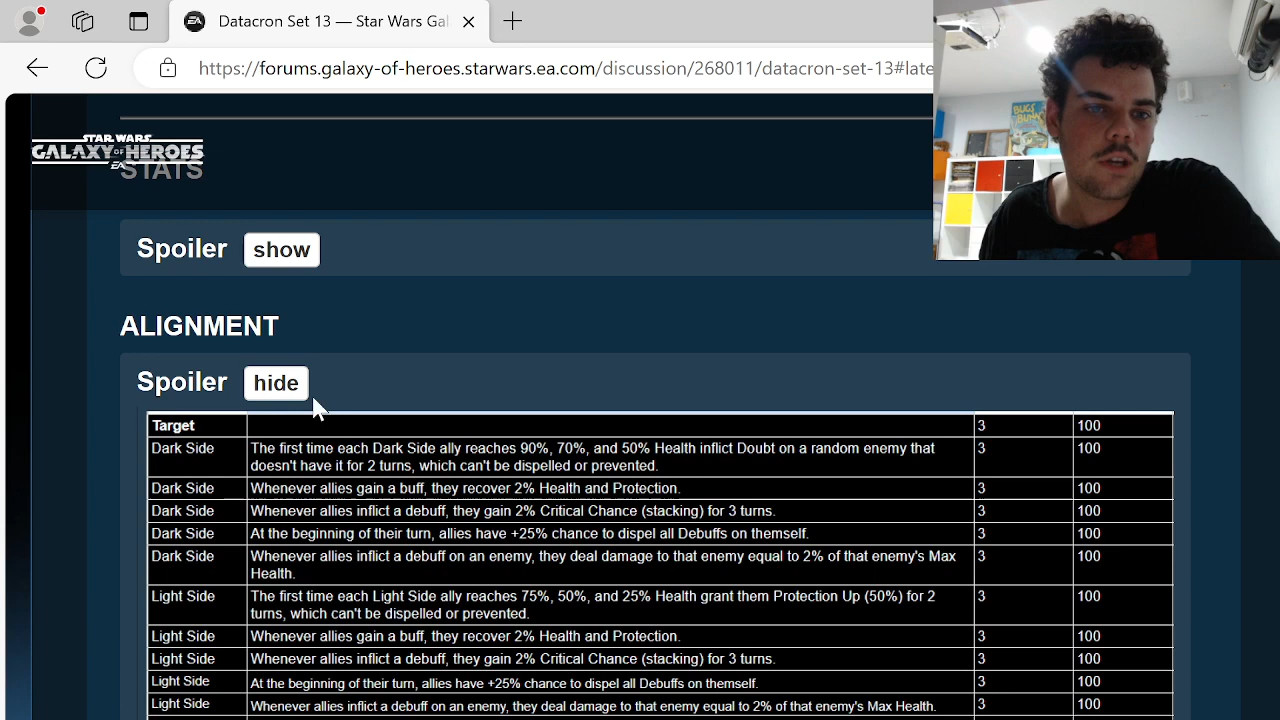 Datacron Set 13 — Star Wars Gal
https://forums.galaxy-of-heroes.starwars.ea.com/discussion/268011/datacron-set-13#late
STAR WARS
GALAXY OF HEROES
EA
STATS
BUGS
BUNNY
Spoiler show
ALIGNMENT
Spoiler hide
Target 3 100
Dark Side The first time each Dark Side ally reaches 90%, 70%, and 50% Health inflict Doubt on a random enemy that 3 100
doesn't have it for 2 turns, which can't be dispelled or prevented.
Dark Side Whenever allies gain a buff, they recover 2% Health and Protection. 3 100
Dark Side Whenever allies inflict a debuff, they gain 2% Critical Chance (stacking) for 3 turns. 3 100
Dark Side At the beginning of their turn, allies have +25% chance to dispel all Debuffs on themself. 3 100
Dark Side Whenever allies inflict a debuff on an enemy, they deal damage to that enemy equal to 2% of that enemy's Max 3 100
Health.
Light Side The first time each Light Side ally reaches 75%, 50%, and 25% Health grant them Protection Up (50%) for 2 3 100
turns, which can't be dispelled or prevented.
Light Side Whenever allies gain a buff, they recover 2% Health and Protection. 3 100
Light Side Whenever allies inflict a debuff, they gain 2% Critical Chance (stacking) for 3 turns. 3 100
Light Side At the beginning of their turn, allies have +25% chance to dispel all Debuffs on themself. 3 100
Light Side Whenever allies inflict a debuff on an enemy, they deal damage to that enemy equal to 2% of that enemy's Max Health. 3 100